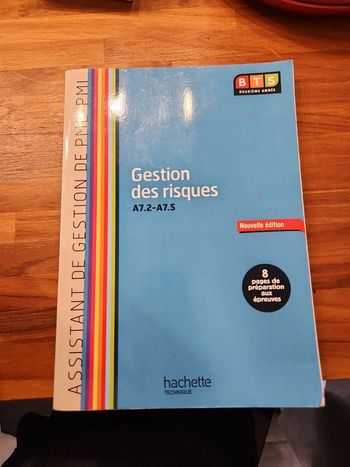 BTS
DEUXIÈME ANNÉE
ASSISTANT DE GESTION DE PME-PMI
Gestion
des risques
A7.2-A7.5
Nouvelle édition
8
pages de
préparation
aux
épreuves
hachette
TECHNIQUE